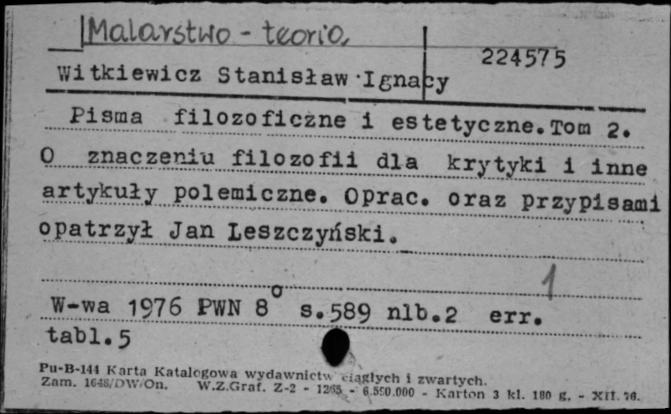 Malarstwo - teoria
224575
Witkiewicz Stanisław Ignacy
Pisma filozoficzne i estetyczne. Tom 2.
O znaczeniu filozofii dla krytyki i inne
artykuły polemiczne. Oprac. oraz przypisami
opatrzył Jan Leszczyński.
1
W-wa 1976 PWN 8° s.589 nlb.2 err.
tabl.5
Pu-B-144 Karta Katalogowa wydawnictw ciągłych i zwartych.
Zam. 1648/DW/On. W.Z.Graf. Z-2 - 1265 - 6.550.000 - Karton 3 kl. 180 g. - XII. 76.